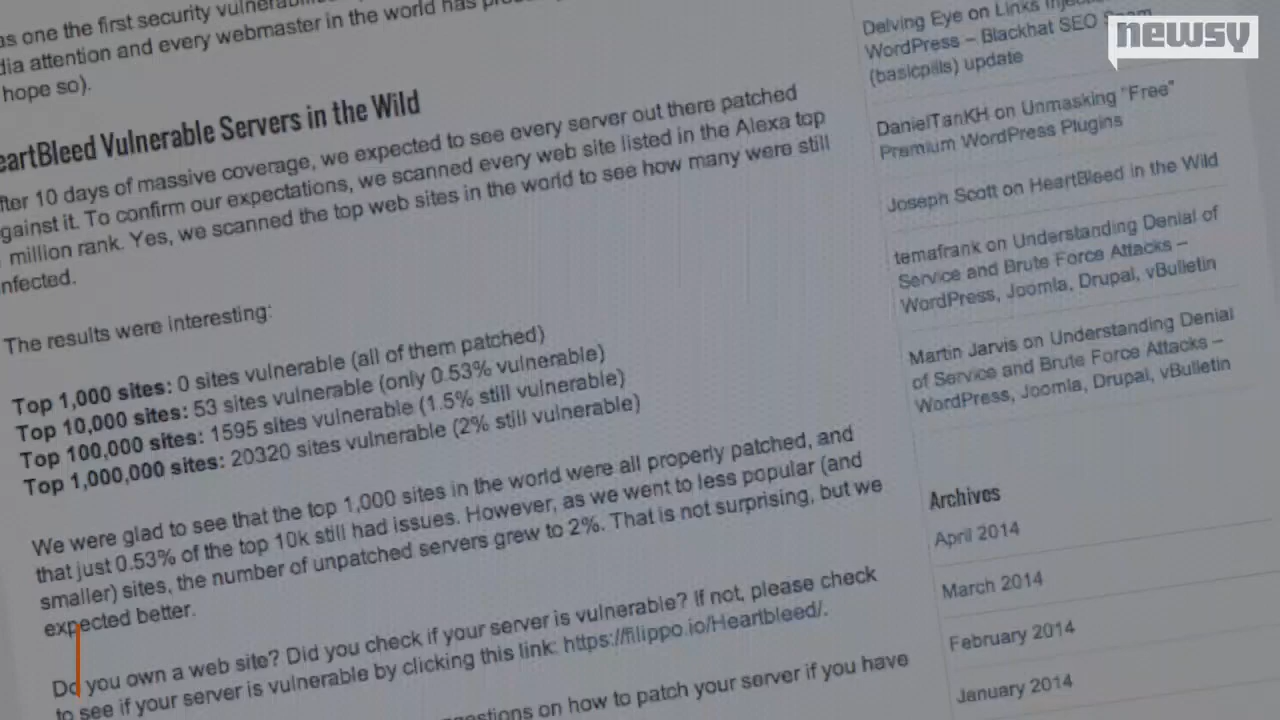 as one the first security
dia attention and every webmaster in the world has
hope so).
eartBleed Vulnerable Servers in the Wild
fter 10 days of massive coverage, we expected to see every server out there patched
gainst it. To confirm our expectations, we scanned every web site listed in the Alexa top
million rank. Yes, we scanned the top web sites in the world to see how many were still
nfected.
The results were interesting:
Top 1,000 sites: 0 sites vulnerable (all of them patched)
Top 10,000 sites: 53 sites vulnerable (only 0.53% vulnerable)
Top 100,000 sites: 1595 sites vulnerable (1.5% still vulnerable)
Top 1,000,000 sites: 20320 sites vulnerable (2% still vulnerable)
We were glad to see that the top 1,000 sites in the world were all properly patched, and
that just 0.53% of the top 10k still had issues. However, as we went to less popular (and
smaller) sites, the number of unpatched servers grew to 2%. That is not surprising, but we
expected better.
Do you own a web site? Did you check if your server is vulnerable? If not, please check
to see if your server is vulnerable by clicking this link: https://filippo.io/Heartbleed/.
estions on how to patch your server if you have
newsy
Delving Eye on Links
WordPress – Blackhat SEO
(basicpills) update
DanielTanKH on Unmasking "Free"
Premium WordPress Plugins
Joseph Scott on HeartBleed in the Wild
temafrank on Understanding Denial of
Service and Brute Force Attacks –
WordPress, Joomla, Drupal, vBulletin
Martin Jarvis on Understanding Denial
of Service and Brute Force Attacks –
WordPress, Joomla, Drupal, vBulletin
Archives
April 2014
March 2014
February 2014
January 2014